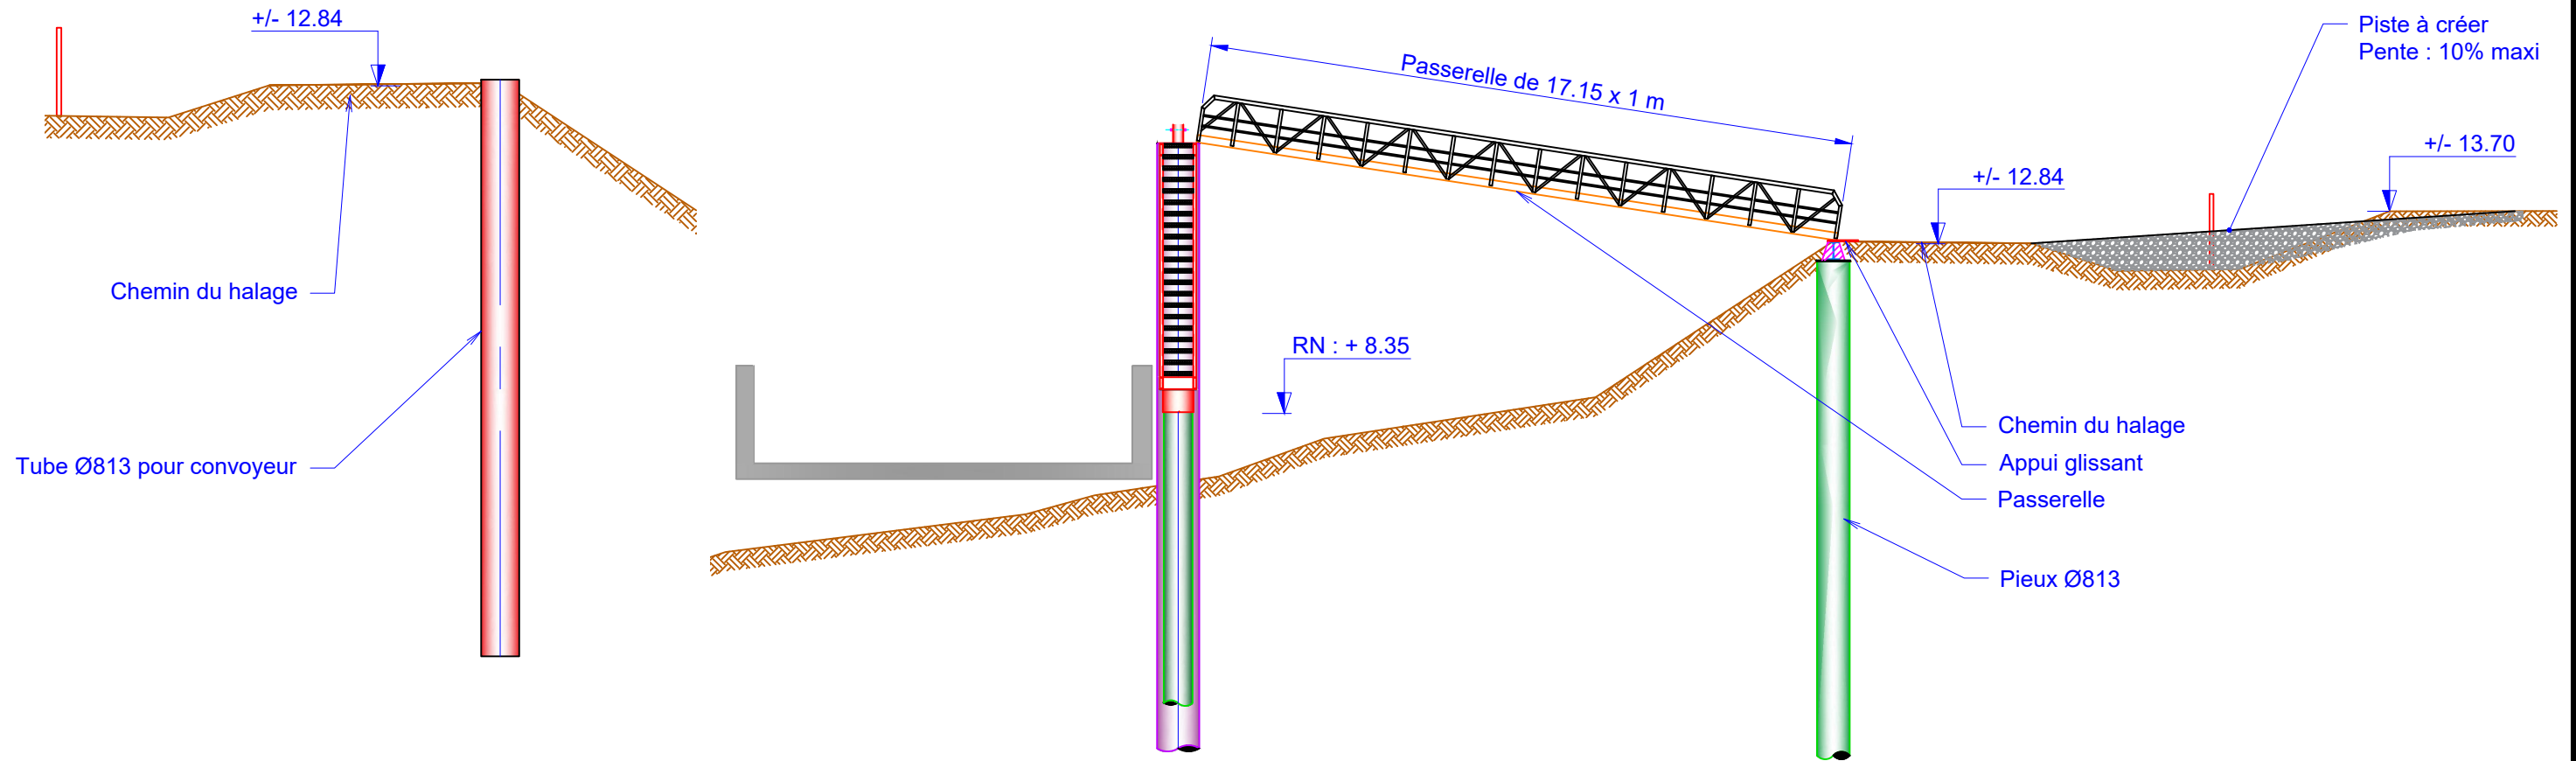 +/- 12.84
Chemin du halage
Tube Ø813 pour convoyeur
Passerelle de 17.15 x 1 m
RN : + 8.35
Piste à créer
Pente : 10% maxi
+/- 13.70
+/- 12.84
Chemin du halage
Appui glissant
Passerelle
Pieux Ø813